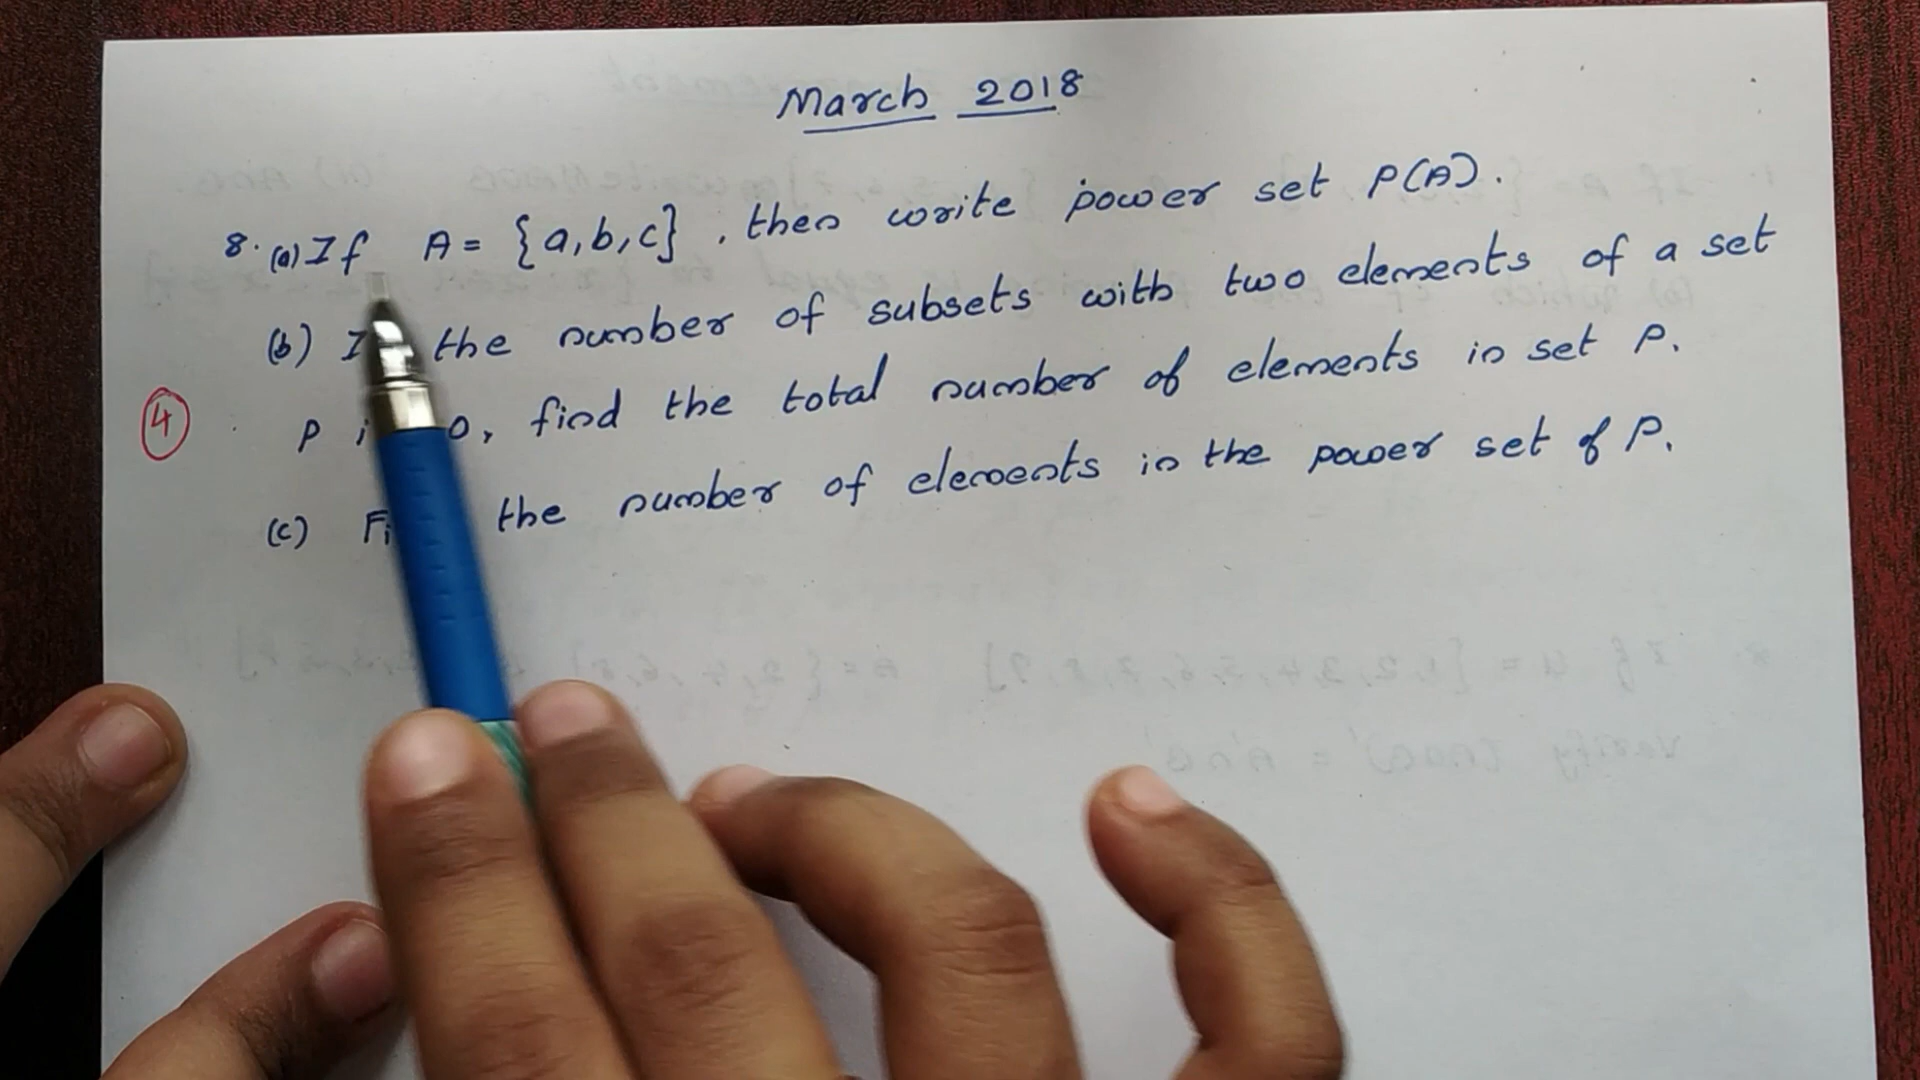 March 2018
8. (a) If A = {a,b,c}, then write power set P(A).
(b) the number of subsets with two elements of a set
④ P 0, find the total number of elements in set P.
(c) the number of elements in the power set of P.